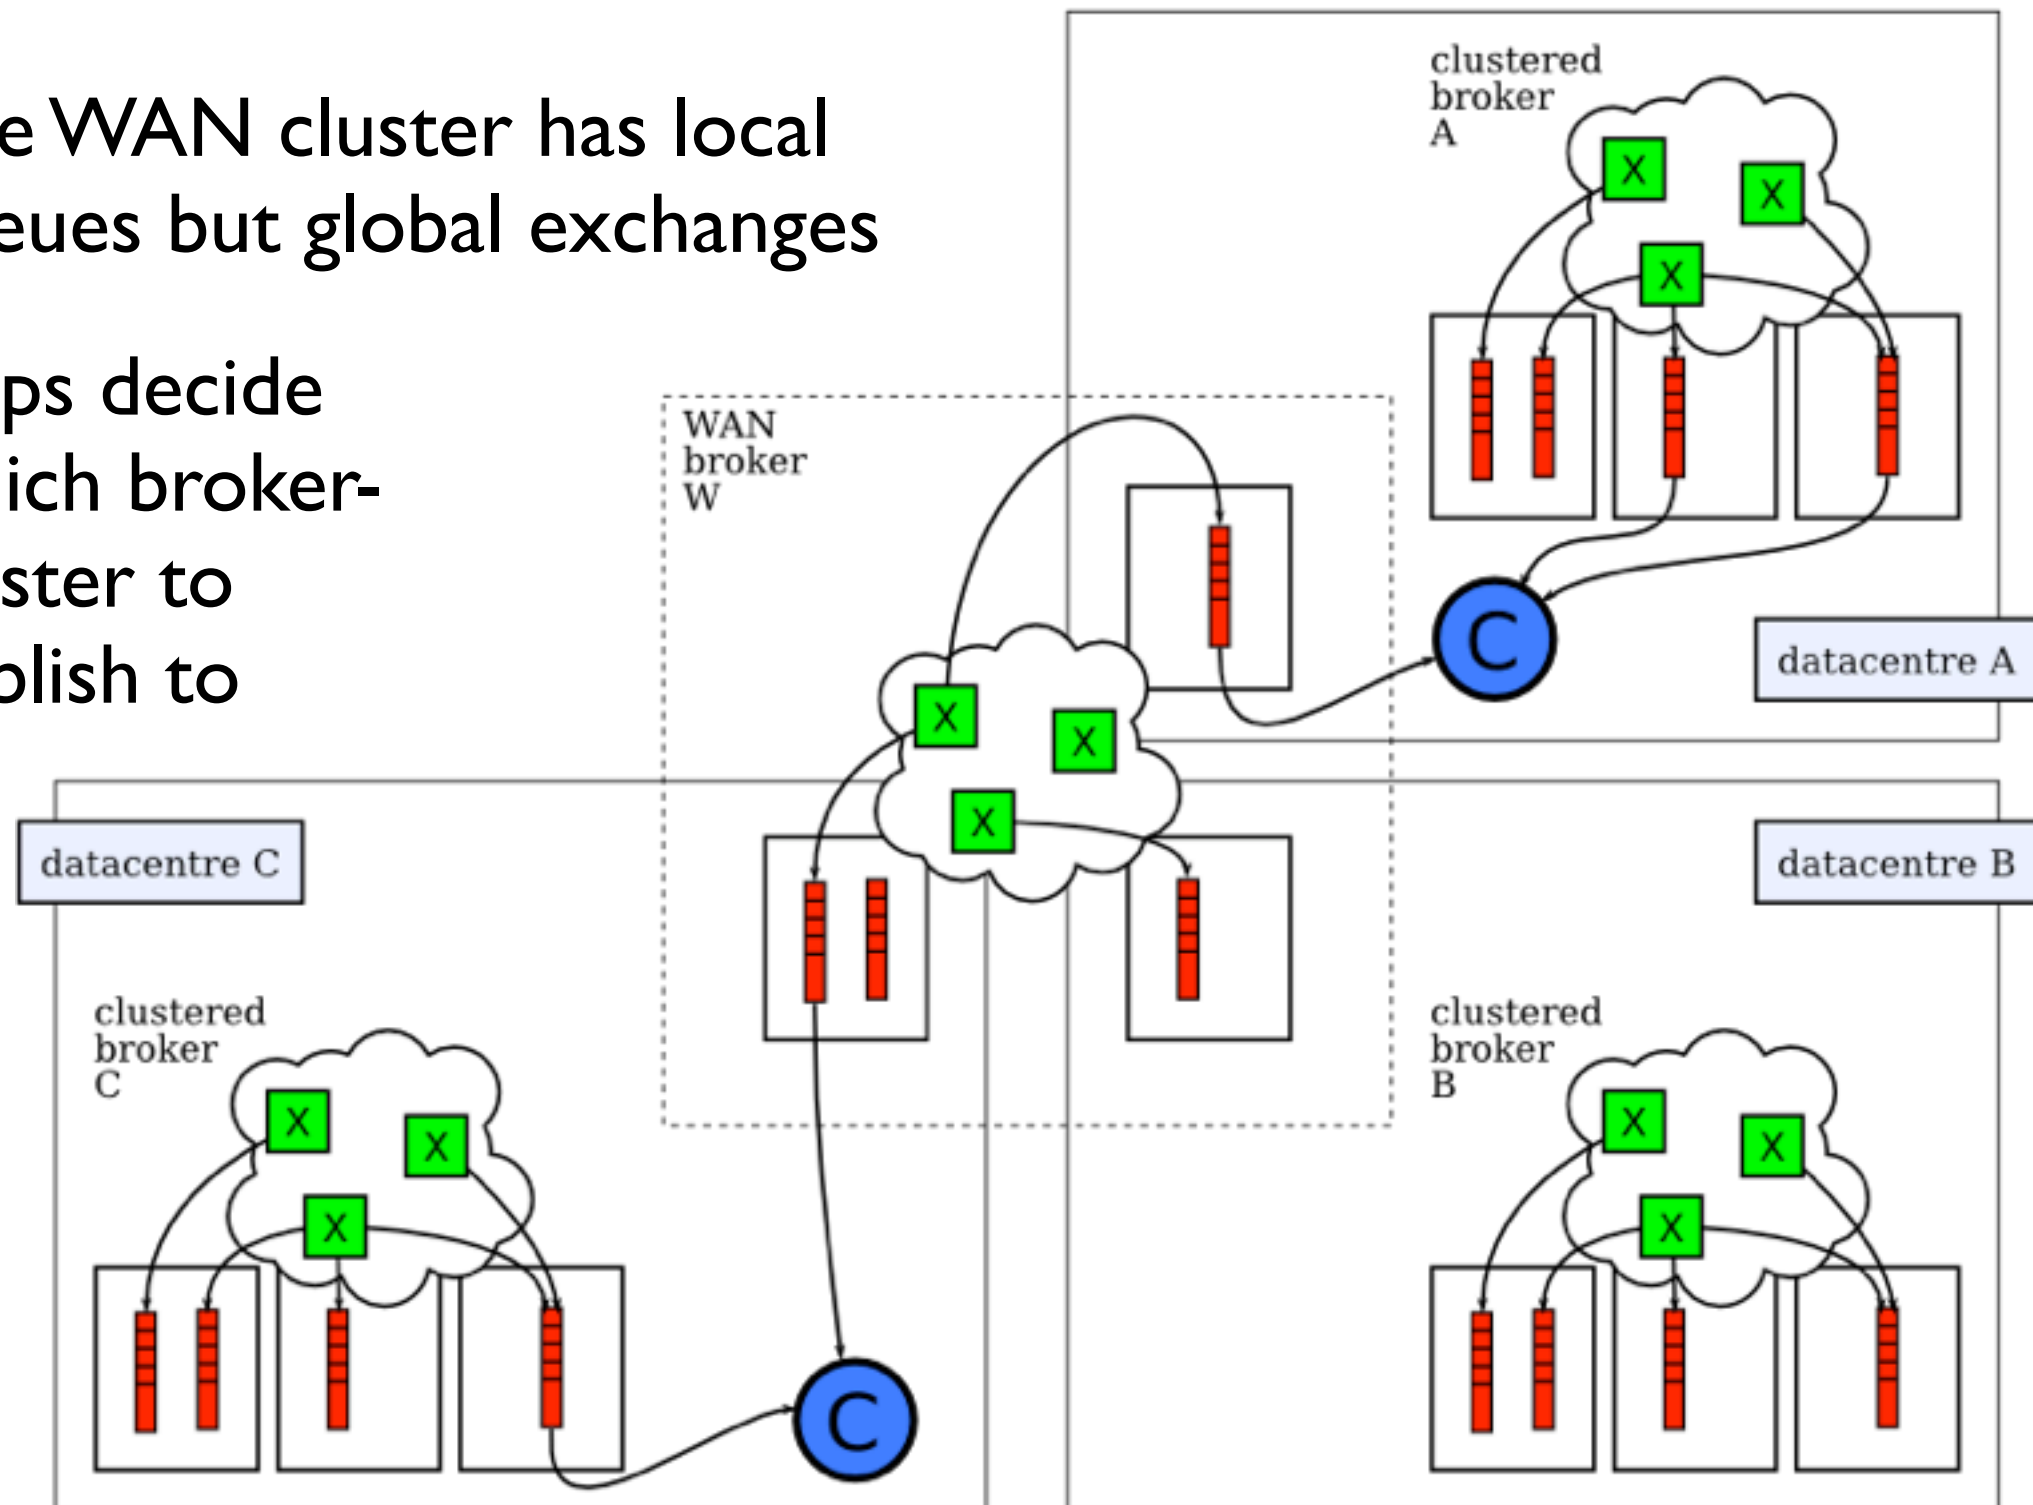 e WAN cluster has local
eues but global exchanges
ps decide
ich broker-
ster to
blish to
clustered
broker
A
X
X
X
WAN
broker
W
C
datacentre A
X
X
X
datacentre C
datacentre B
clustered
broker
C
X
X
X
clustered
broker
B
X
X
X
C